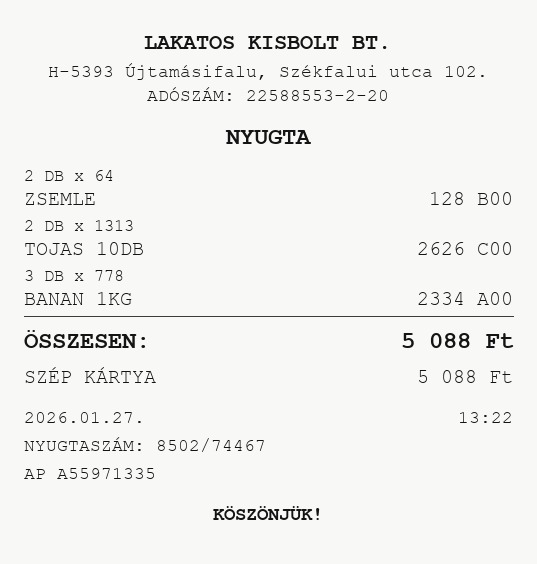 LAKATOS KISBOLT BT.
H-5393 Újtamásifalu, Székfalui utca 102.
ADÓSZÁM: 22588553-2-20
NYUGTA
2 DB x 64
ZSEMLE 128 B00
2 DB x 1313
TOJAS 10DB 2626 C00
3 DB x 778
BANAN 1KG 2334 A00
ÖSSZESEN: 5 088 Ft
SZÉP KÁRTYA 5 088 Ft
2026.01.27. 13:22
NYUGTASZÁM: 8502/74467
AP A55971335
KÖSZÖNJÜK!